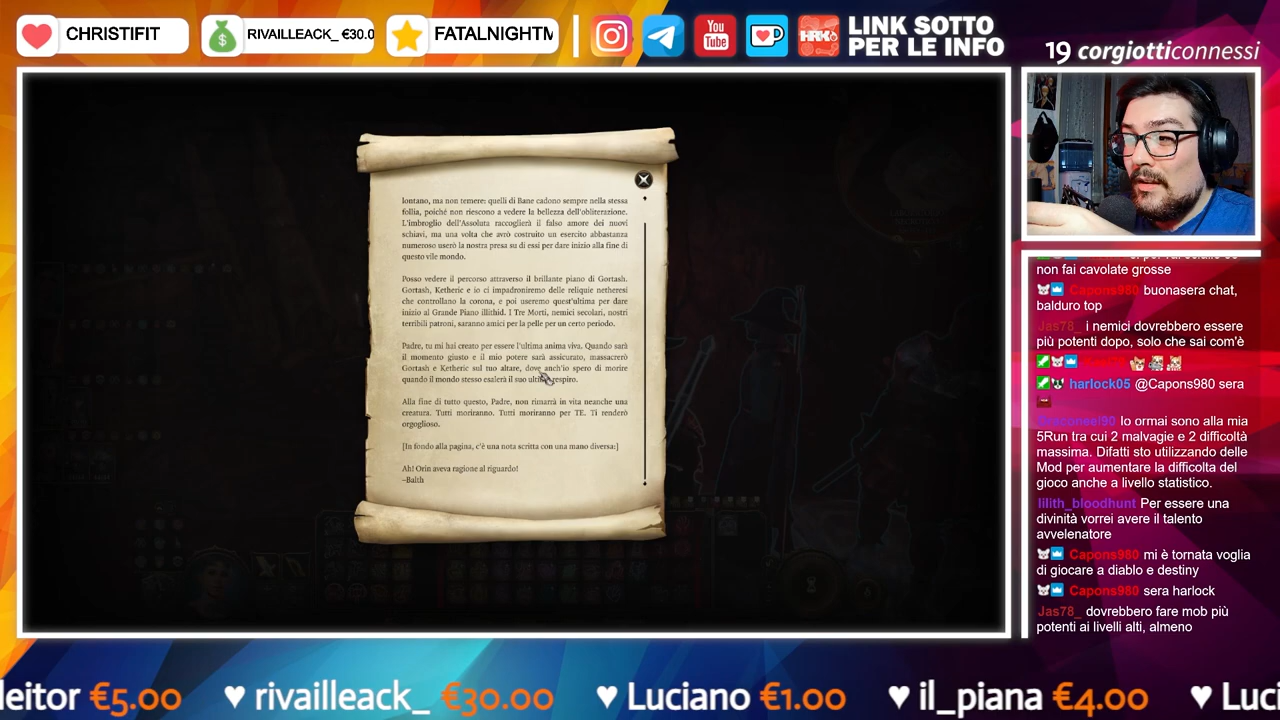 CHRISTIFIT
RIVAILLEACK_ €30.0
FATALNIGHTM
You
Tube
HRK
LINK SOTTO
PER LE INFO
19 corgiotticonnessi
lontano, ma non temere: quelli di Bane cadono sempre nella stessa
follia, poiché non riescono a vedere la bellezza dell'obliterazione.
L'imbroglio dell'Assoluta raccoglierà il falso amore dei nuovi
schiavi, ma una volta che avrò costruito un esercito abbastanza
numeroso userò la nostra presa su di essi per dare inizio alla fine di
questo vile mondo.
Posso vedere il percorso attraverso il brillante piano di Gortash.
Gortash, Ketheric e io ci impadroniremo delle reliquie netheresi
che controllano la corona, e poi useremo quest'ultima per dare
inizio al Grande Piano illithid. I Tre Morti, nemici secolari, nostri
terribili patroni, saranno amici per la pelle per un certo periodo.
Padre, tu mi hai creato per essere l'ultima anima viva. Quando sarà
il momento giusto e il mio potere sarà assicurato, massacrerò
Gortash e Ketheric sul tuo altare, dove anch'io spero di morire
quando il mondo stesso esalerà il suo respiro.
Alla fine di tutto questo, Padre, non rimarrà in vita neanche una
creatura. Tutti moriranno. Tutti moriranno per TE. Ti renderò
orgoglioso.
[In fondo alla pagina, c'è una nota scritta con una mano diversa:]
Ah! Orin aveva ragione al riguardo!
~Balth
non fai cavolate grosse
Capons980 buonasera chat,
balduro top
Jas78_ i nemici dovrebbero essere
più potenti dopo, solo che sai com'è
harlock05 @Capons980 sera
Io ormai sono alla mia
5Run tra cui 2 malvagie e 2 difficoltà
massima. Difatti sto utilizzando delle
Mod per aumentare la difficolta del
gioco anche a livello statistico.
lilith_bloodhunt Per essere una
divinità vorrei avere il talento
avvelenatore
Capons980 mi è tornata voglia
di giocare a diablo e destiny
Capons980 sera harlock
Jas78_ dovrebbero fare mob più
potenti ai livelli alti, almeno
leitor €5.00 ♥ rivailleack_ €30.00 ♥ Luciano €1.00 ♥ il_piana €4.00 ♥ Luci